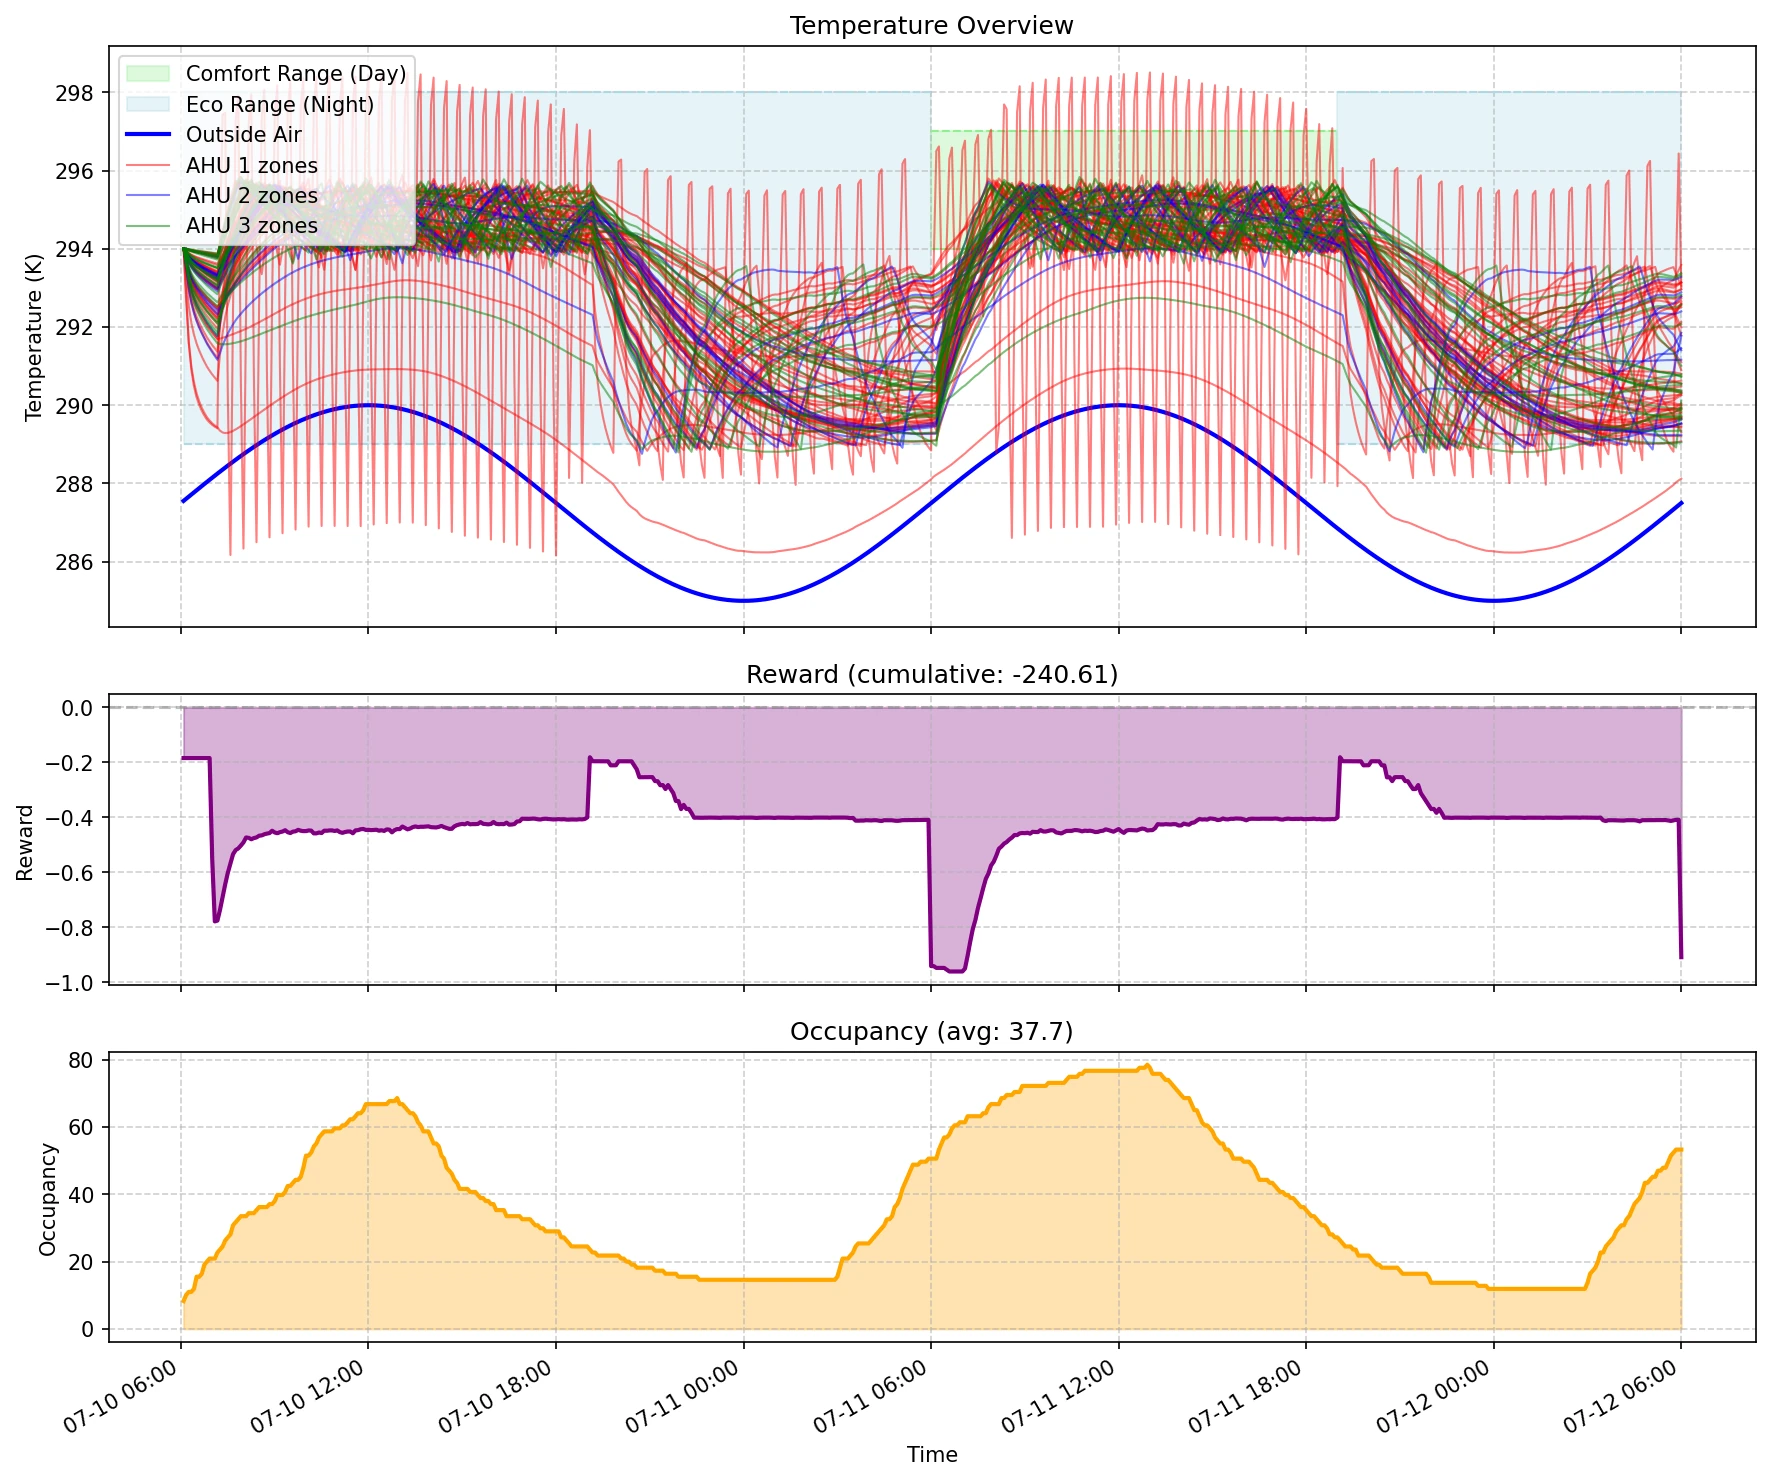 Temperature Overview
Comfort Range (Day)
Eco Range (Night)
Outside Air
AHU 1 zones
AHU 2 zones
AHU 3 zones
Temperature (K)
298
296
294
292
290
288
286
Reward (cumulative: -240.61)
Reward
0.0
−0.2
−0.4
−0.6
−0.8
−1.0
Occupancy (avg: 37.7)
Occupancy
80
60
40
20
0
07-10 06:00
07-10 12:00
07-10 18:00
07-11 00:00
07-11 06:00
07-11 12:00
07-11 18:00
07-12 00:00
07-12 06:00
Time